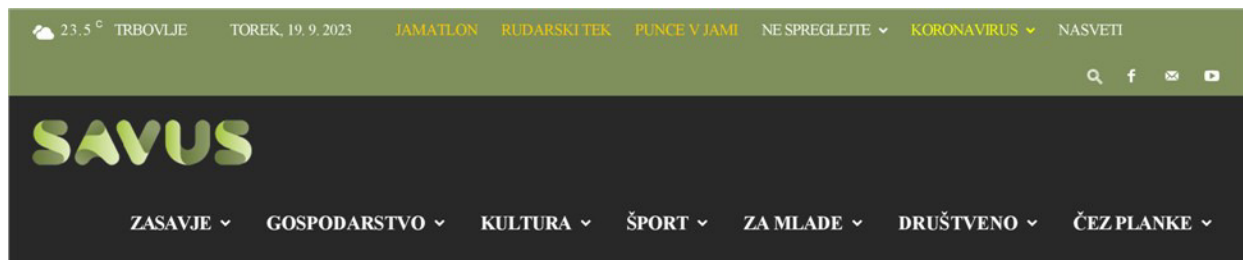 23.5 C TRBOVLJE TOREK, 19. 9. 2023 JAMATLON RUDARSKI TEK PUNCE V JAMI NE SPREGLEJTE KORONAVIRUS NASVETI
SAVUS
ZASAVJE GOSPODARSTVO KULTURA ŠPORT ZA MLADE DRUŠTVENO ČEZ PLANKE